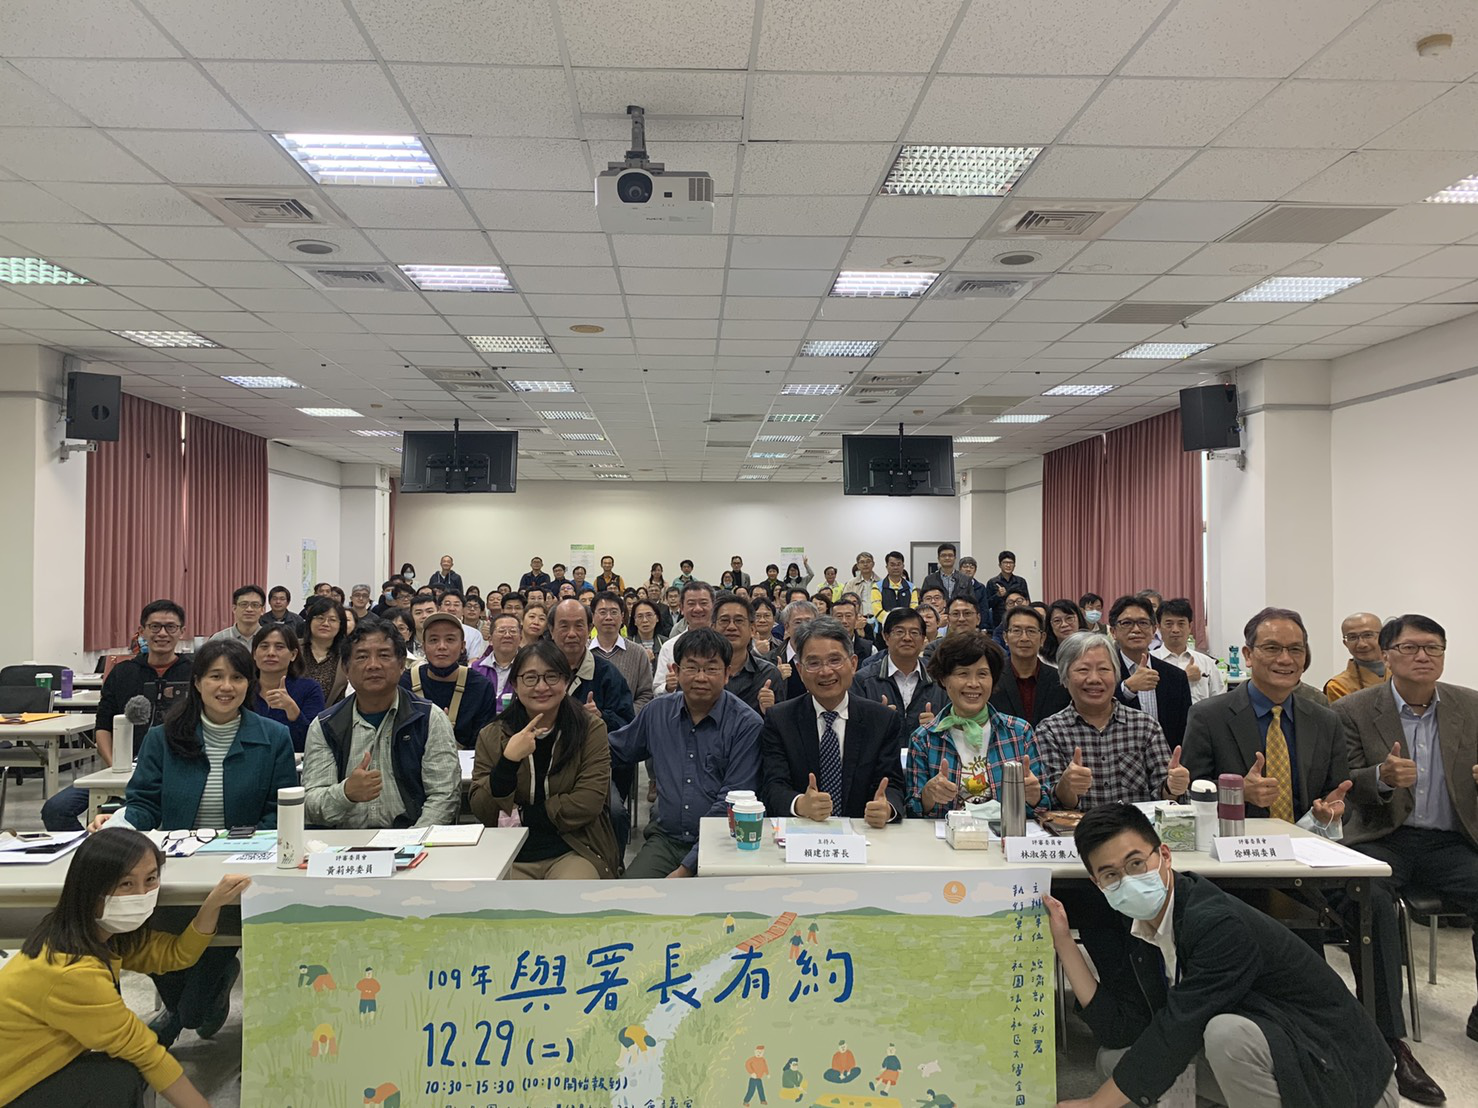 評審委員會
黃莉婷委員
主持人
賴建信署長
評審委員會
林淑英召集人
評審委員會
徐蟬娟委員
109年與署長有約
12.29(二)
10:30-15:30(10:10開始報到)
主辦單位 經濟部水利署
執行單位 社團法人社區大學全國